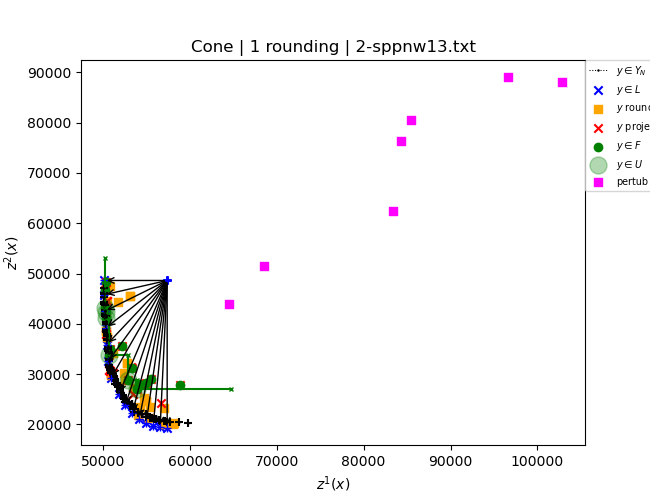 Cone | 1 rounding | 2-sppnw13.txt
90000
80000
70000
60000
50000
40000
30000
20000
z²(x)
50000 60000 70000 80000 90000 100000
z¹(x)
y ∈ Y_N
y ∈ L
y roun
y proje
y ∈ F
y ∈ U
pertub